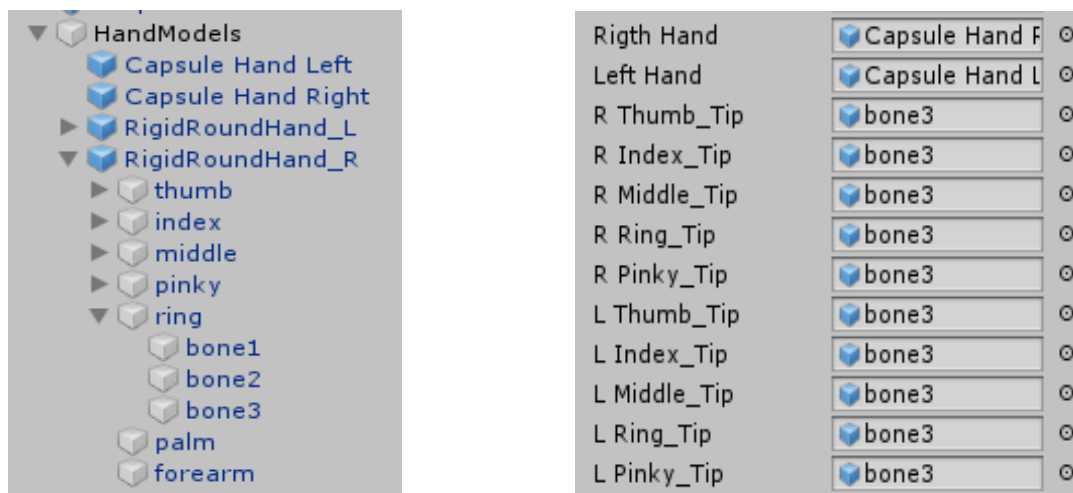 HandModels
Capsule Hand Left
Capsule Hand Right
RigidRoundHand_L
RigidRoundHand_R
thumb
index
middle
pinky
ring
bone1
bone2
bone3
palm
forearm
Rigth Hand Capsule Hand R
Left Hand Capsule Hand L
R Thumb_Tip bone3
R Index_Tip bone3
R Middle_Tip bone3
R Ring_Tip bone3
R Pinky_Tip bone3
L Thumb_Tip bone3
L Index_Tip bone3
L Middle_Tip bone3
L Ring_Tip bone3
L Pinky_Tip bone3